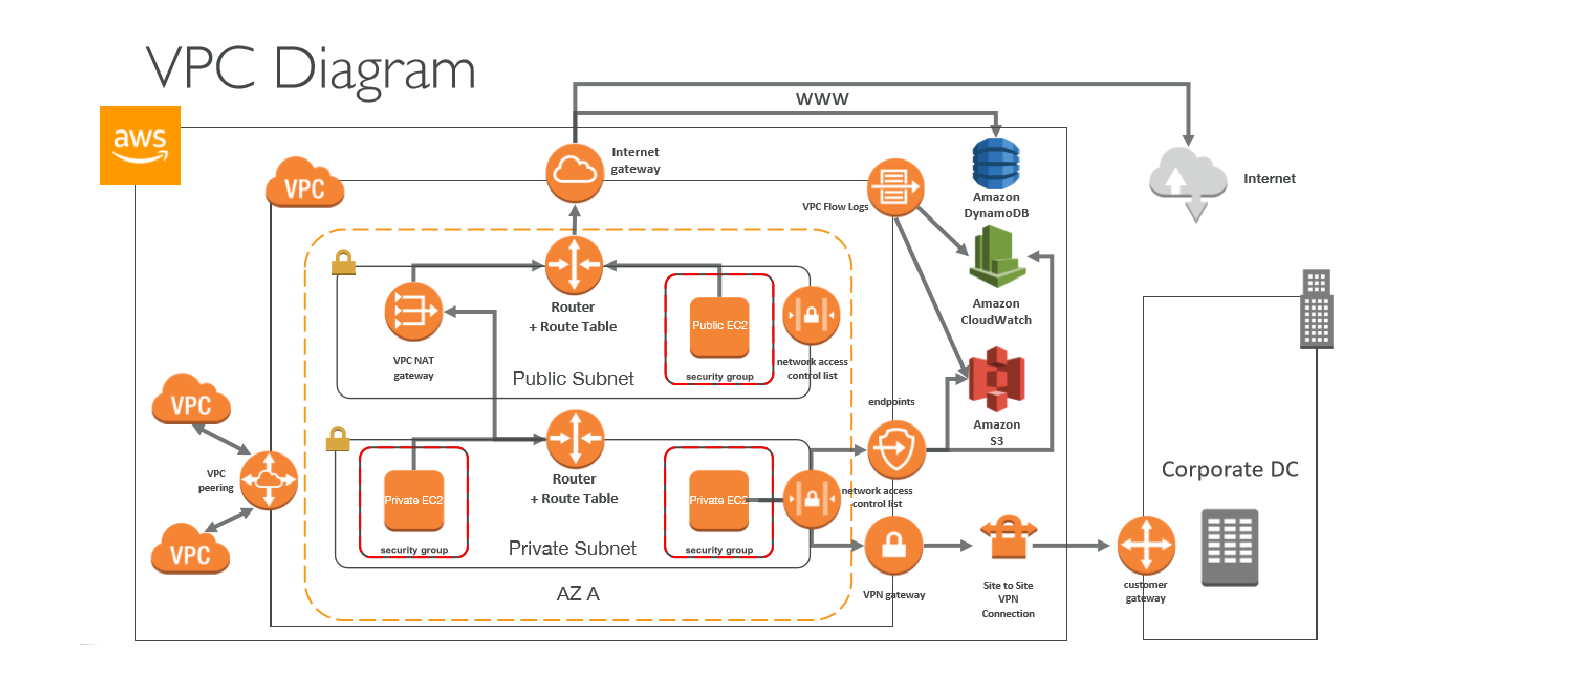 VPC Diagram
aws
WWW
Internet
gateway
VPC
VPC Flow Logs
Amazon
DynamoDB
Internet
Router
+ Route Table
Public EC2
security group
network access
control list
VPC NAT
gateway
Public Subnet
Amazon
CloudWatch
Amazon
S3
endpoints
VPC
VPC
peering
VPC
Router
+ Route Table
Private EC2
security group
Private EC2
security group
Private Subnet
network access
control list
AZ A
VPN gateway
Site to Site
VPN
Connection
customer
gateway
Corporate DC